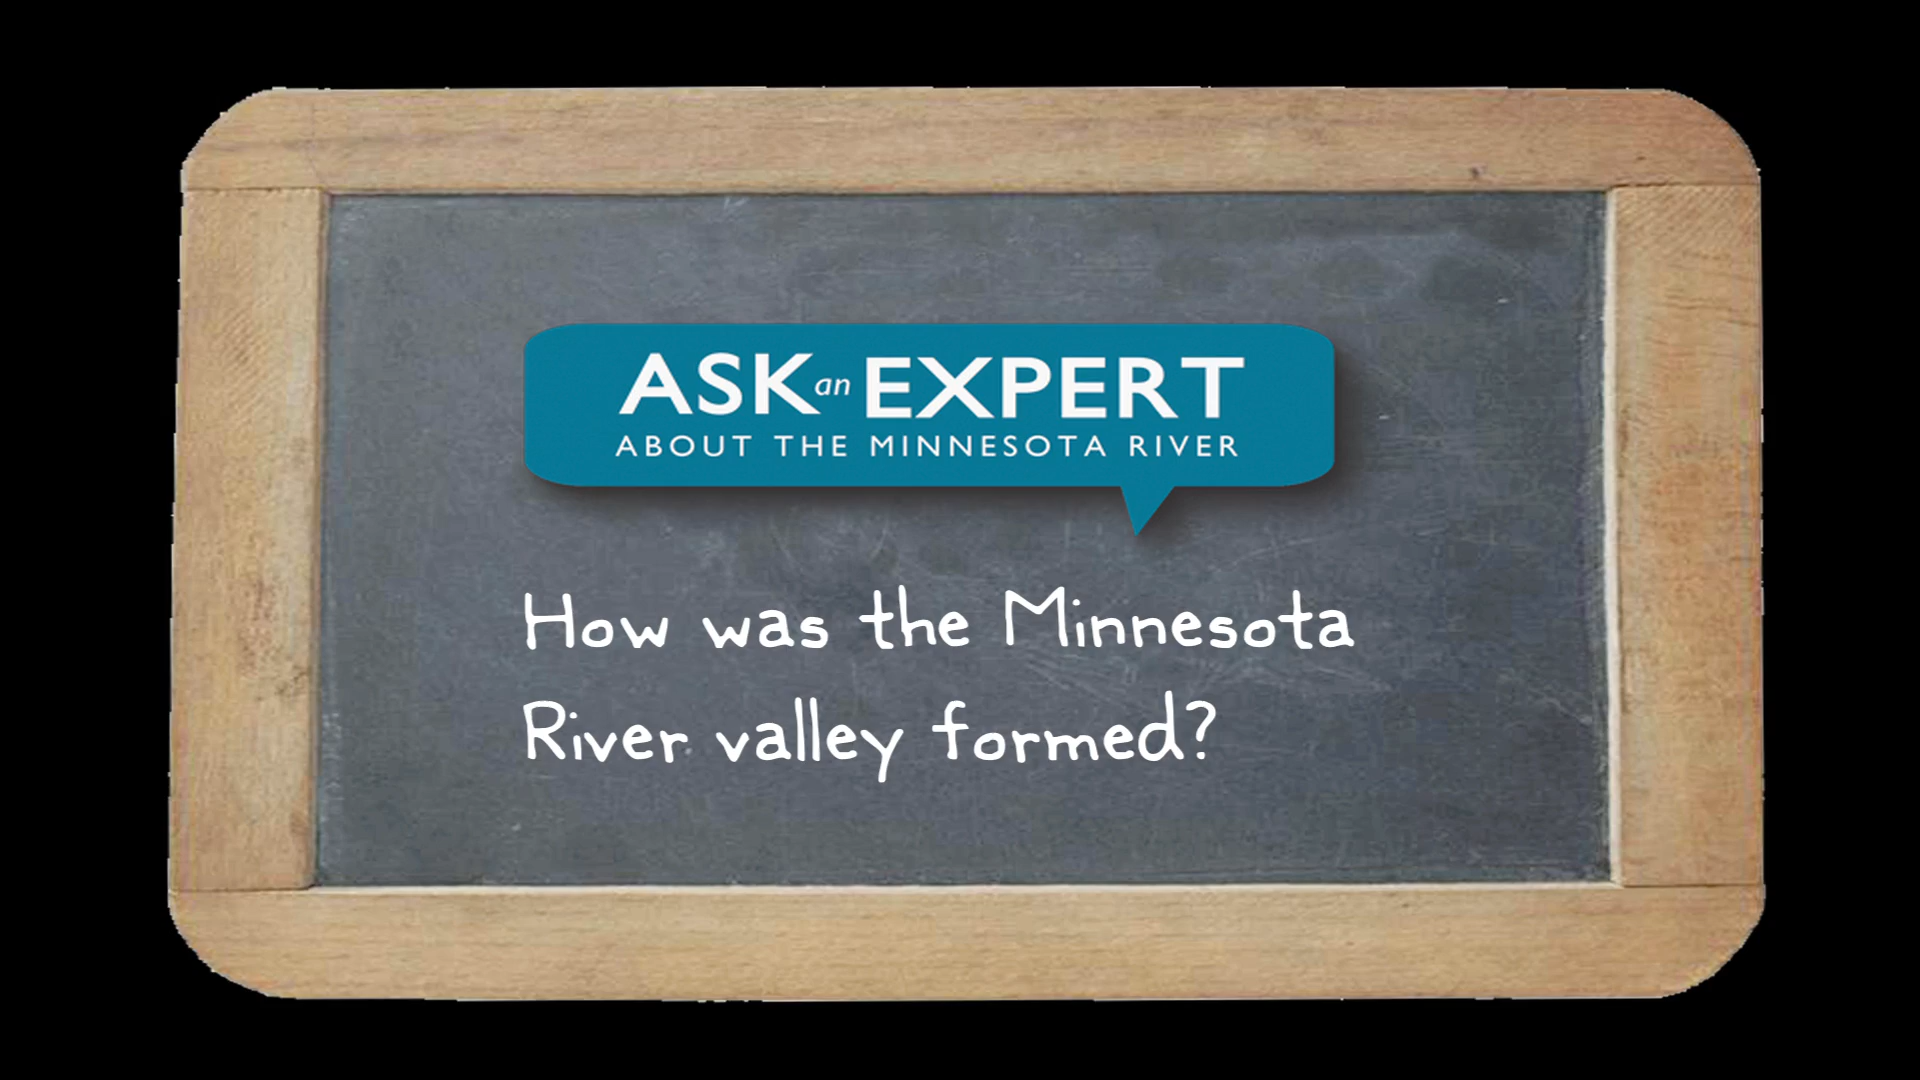 ASK an EXPERT
ABOUT THE MINNESOTA RIVER
How was the Minnesota
River valley formed?